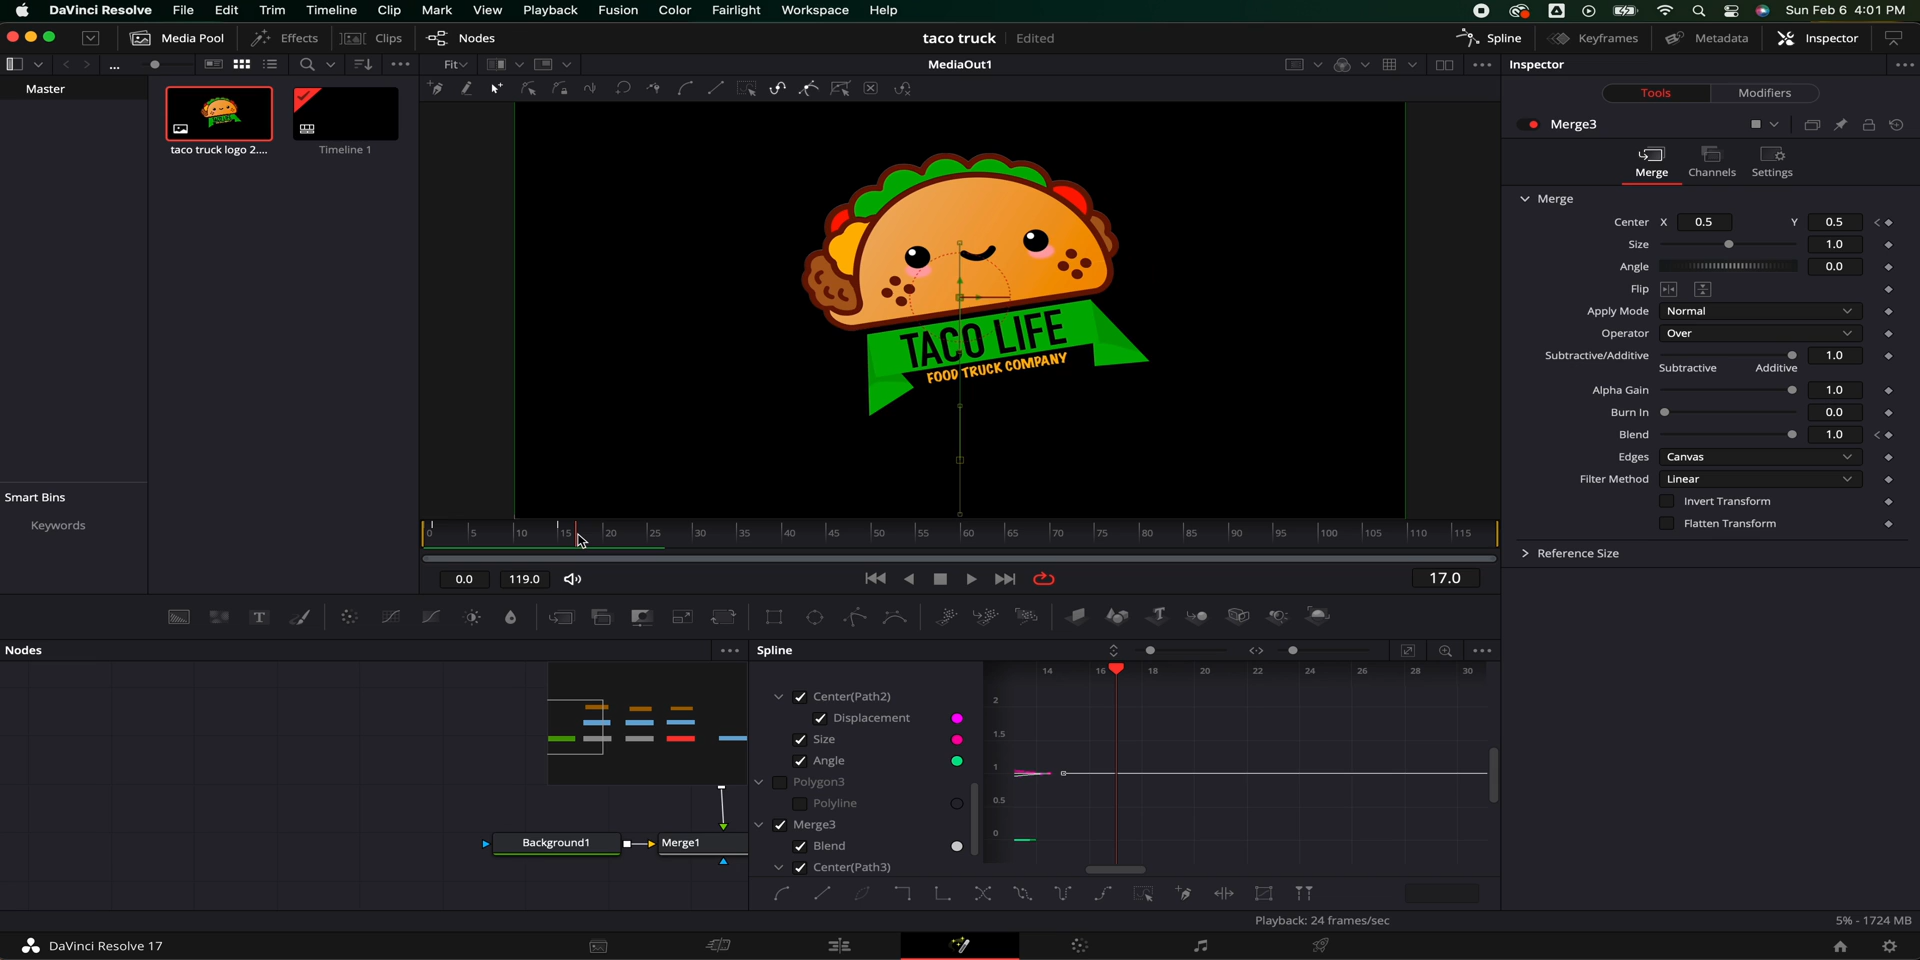 DaVinci Resolve File Edit Trim Timeline Clip Mark View Playback Fusion Color Fairlight Workspace Help Sun Feb 6 4:01 PM
Media Pool Effects Clips Nodes taco truck Edited Spline Keyframes Metadata Inspector
Fit MediaOut1 Inspector
Master
Tools Modifiers
Merge3
taco truck logo 2.... Timeline 1
Merge Channels Settings
Merge
Center X 0.5 Y 0.5
Size 1.0
Angle 0.0
Flip
Apply Mode Normal
Operator Over
Subtractive/Additive 1.0
Subtractive Additive
Alpha Gain 1.0
Burn In 0.0
Blend 1.0
Edges Canvas
Filter Method Linear
Invert Transform
Flatten Transform
Reference Size
TACO LIFE
FOOD TRUCK COMPANY
Smart Bins
Keywords
0 5 10 15 20 25 30 35 40 45 50 55 60 65 70 75 80 85 90 95 100 105 110 115
0.0 119.0 17.0
Nodes
Background1 Merge1
Spline
Center(Path2)
Displacement
Size
Angle
Polygon3
Polyline
Merge3
Blend
Center(Path3)
14 16 18 20 22 24 26 28 30
2
1.5
1
0.5
0
Playback: 24 frames/sec 5% - 1724 MB
DaVinci Resolve 17